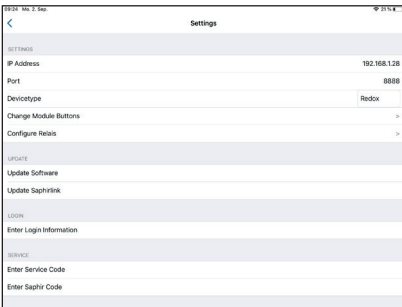 09:24 Mo. 2. Sep. 21 %
Settings
SETTINGS
IP Address 192.168.1.28
Port 8888
Devicetype Redox
Change Module Buttons >
Configure Relais >
UPDATE
Update Software
Update Saphirlink
LOGIN
Enter Login Information
SERVICE
Enter Service Code
Enter Saphir Code